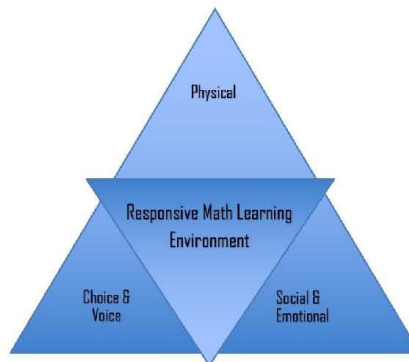 Physical
Responsive Math Learning
Environment
Choice &
Voice
Social &
Emotional